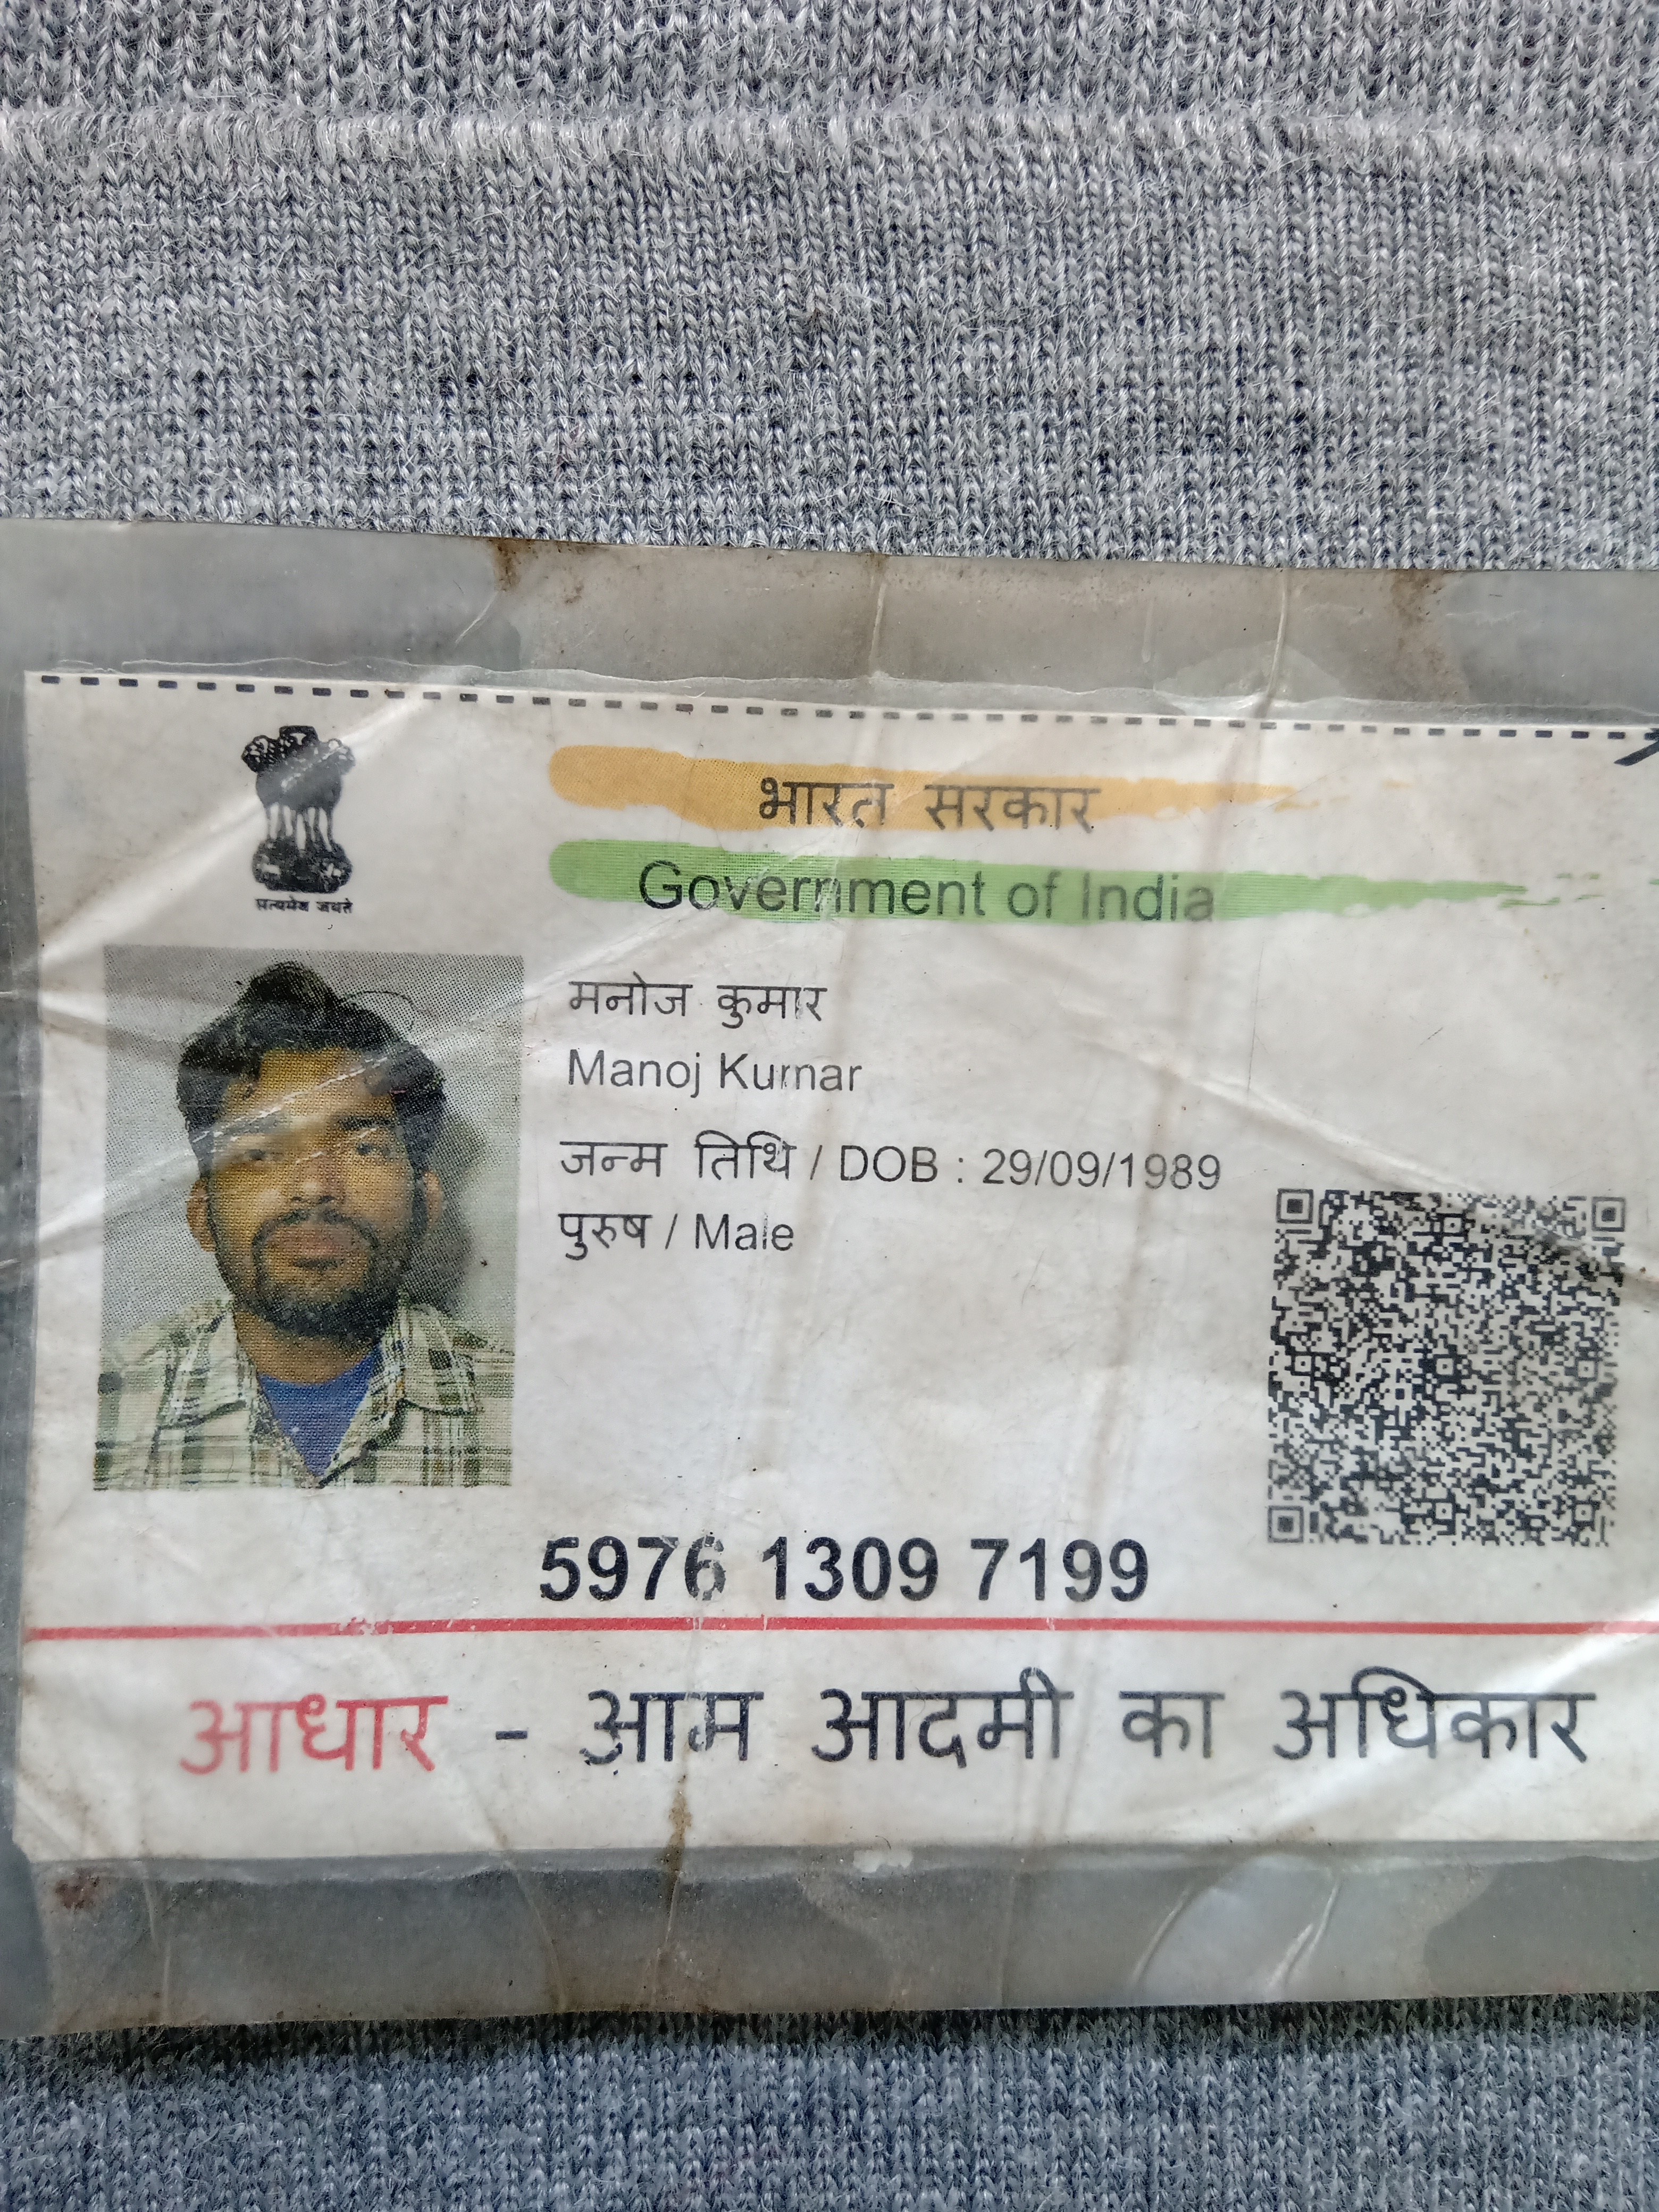 भारत सरकार
Government of India
सत्यमेव जयते
मनोज कुमार
Manoj Kumar
जन्म तिथि / DOB : 29/09/1989
पुरुष / Male
5976 1309 7199
आधार - आम आदमी का अधिकार